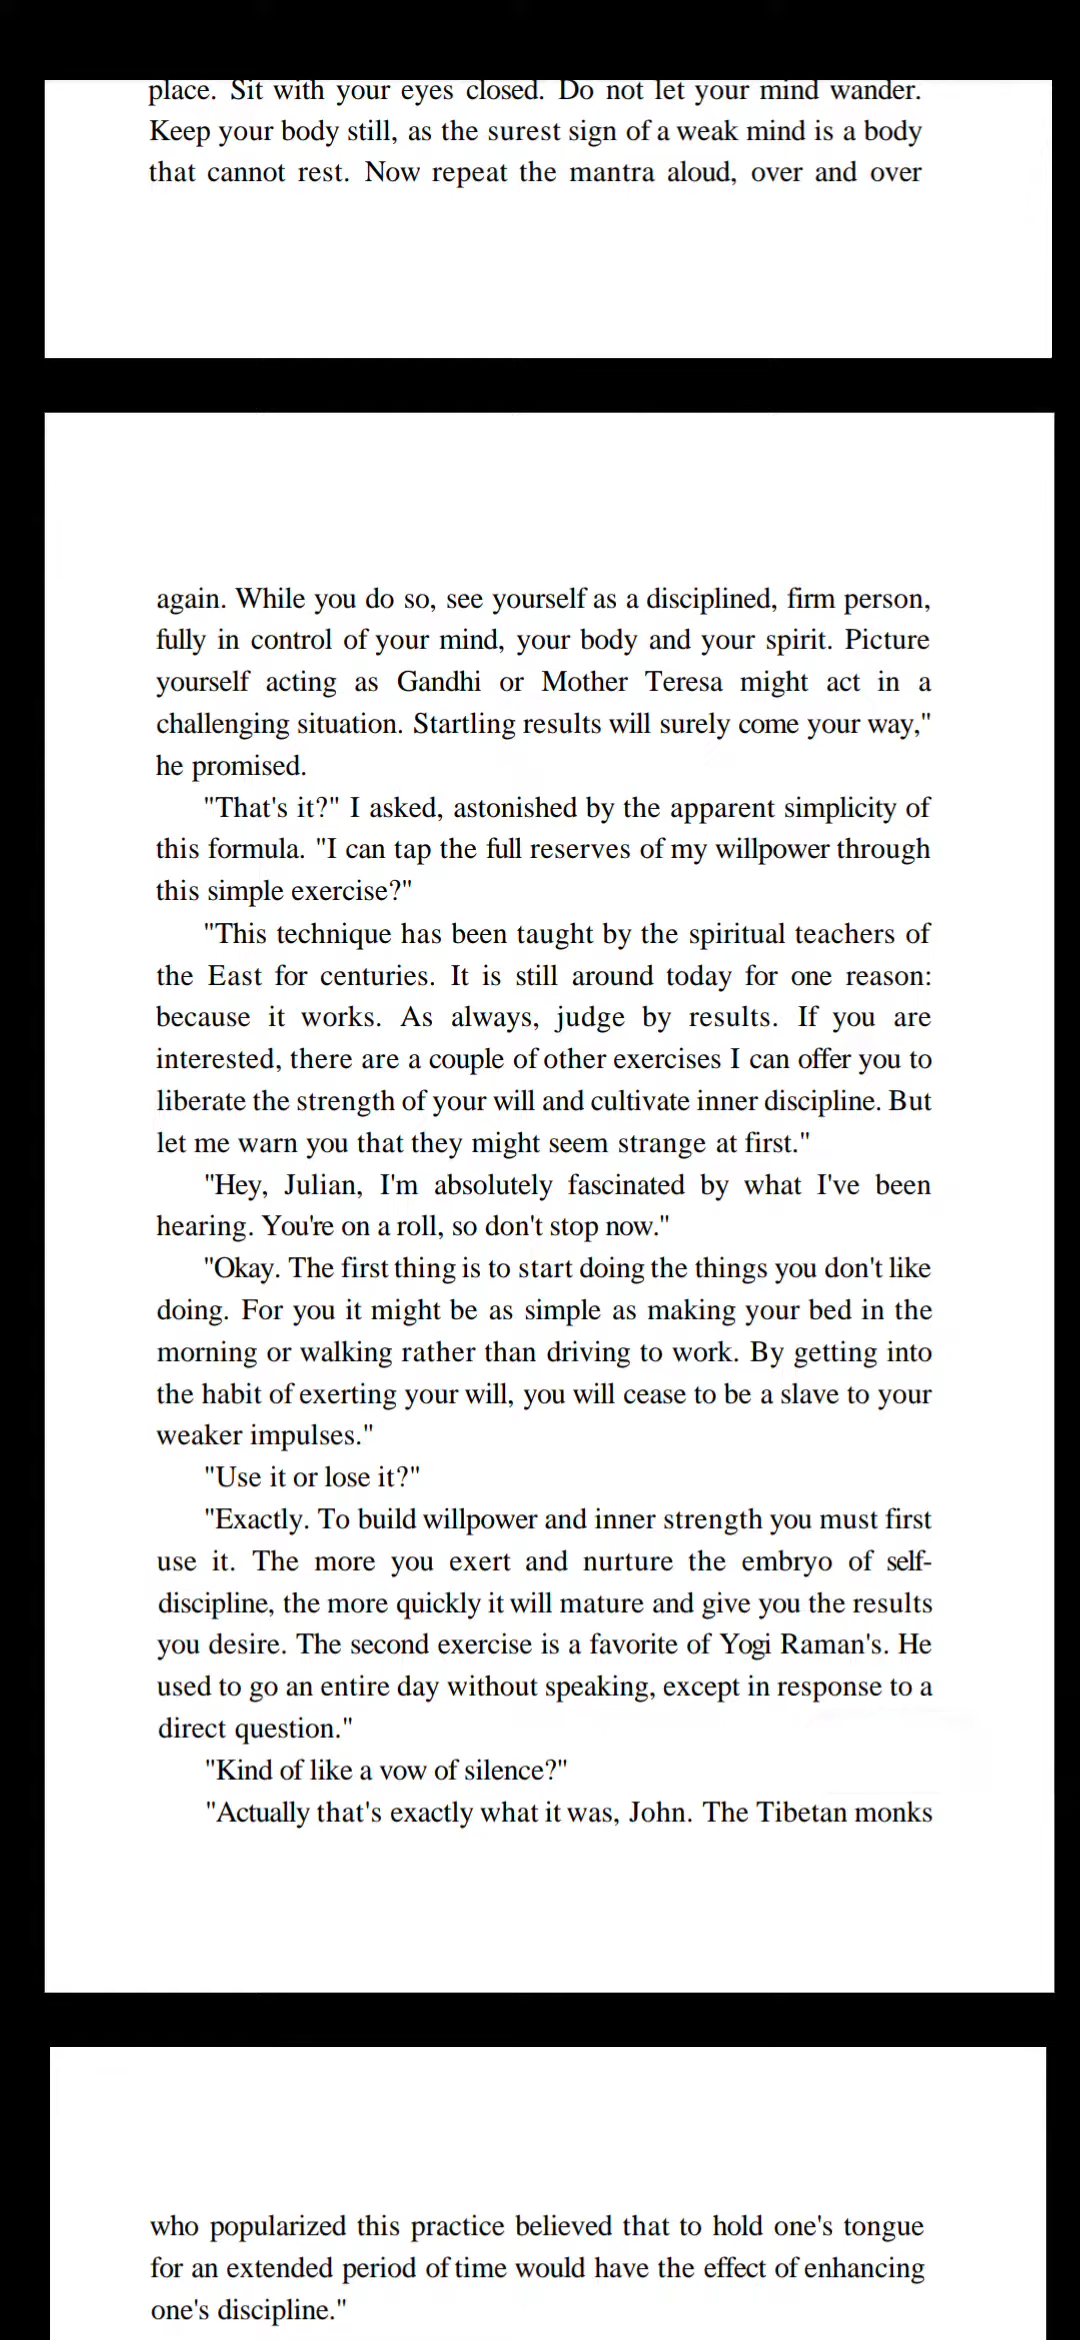 place. Sit with your eyes closed. Do not let your mind wander.
Keep your body still, as the surest sign of a weak mind is a body
that cannot rest. Now repeat the mantra aloud, over and over
again. While you do so, see yourself as a disciplined, firm person,
fully in control of your mind, your body and your spirit. Picture
yourself acting as Gandhi or Mother Teresa might act in a
challenging situation. Startling results will surely come your way,"
he promised.
"That's it?" I asked, astonished by the apparent simplicity of
this formula. "I can tap the full reserves of my willpower through
this simple exercise?"
"This technique has been taught by the spiritual teachers of
the East for centuries. It is still around today for one reason:
because it works. As always, judge by results. If you are
interested, there are a couple of other exercises I can offer you to
liberate the strength of your will and cultivate inner discipline. But
let me warn you that they might seem strange at first."
"Hey, Julian, I'm absolutely fascinated by what I've been
hearing. You're on a roll, so don't stop now."
"Okay. The first thing is to start doing the things you don't like
doing. For you it might be as simple as making your bed in the
morning or walking rather than driving to work. By getting into
the habit of exerting your will, you will cease to be a slave to your
weaker impulses."
"Use it or lose it?"
"Exactly. To build willpower and inner strength you must first
use it. The more you exert and nurture the embryo of self-
discipline, the more quickly it will mature and give you the results
you desire. The second exercise is a favorite of Yogi Raman's. He
used to go an entire day without speaking, except in response to a
direct question."
"Kind of like a vow of silence?"
"Actually that's exactly what it was, John. The Tibetan monks
who popularized this practice believed that to hold one's tongue
for an extended period of time would have the effect of enhancing
one's discipline."